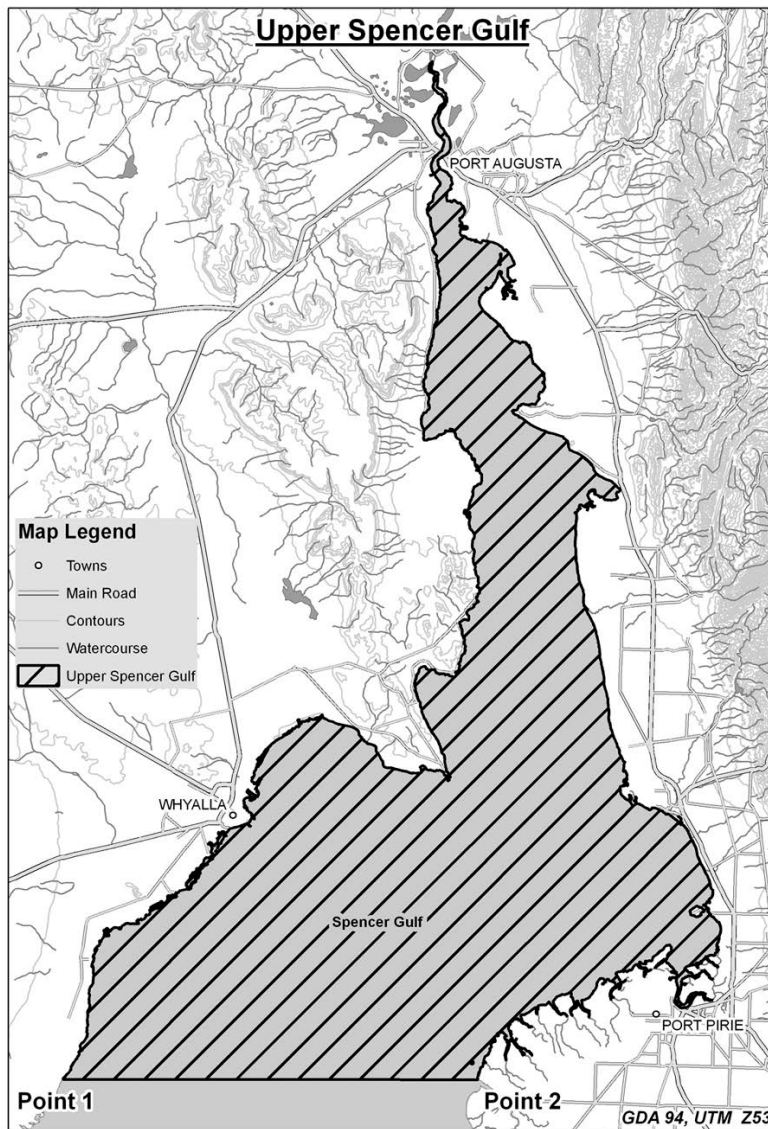 Upper Spencer Gulf
PORT AUGUSTA
Map Legend
Towns
Main Road
Contours
Watercourse
Upper Spencer Gulf
WHYALLA
Spencer Gulf
PORT PIRIE
Point 1
Point 2
GDA 94, UTM Z53